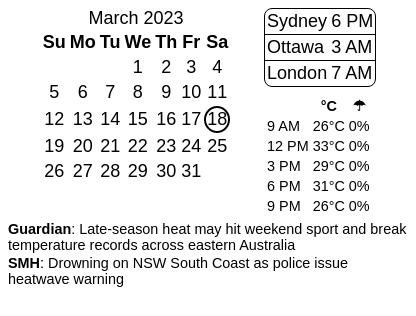 March 2023
Su Mo Tu We Th Fr Sa
1 2 3 4
5 6 7 8 9 10 11
12 13 14 15 16 17 18
19 20 21 22 23 24 25
26 27 28 29 30 31
Sydney 6 PM
Ottawa 3 AM
London 7 AM
°C ☂
9 AM 26°C 0%
12 PM 33°C 0%
3 PM 29°C 0%
6 PM 31°C 0%
9 PM 26°C 0%
Guardian: Late-season heat may hit weekend sport and break
temperature records across eastern Australia
SMH: Drowning on NSW South Coast as police issue
heatwave warning